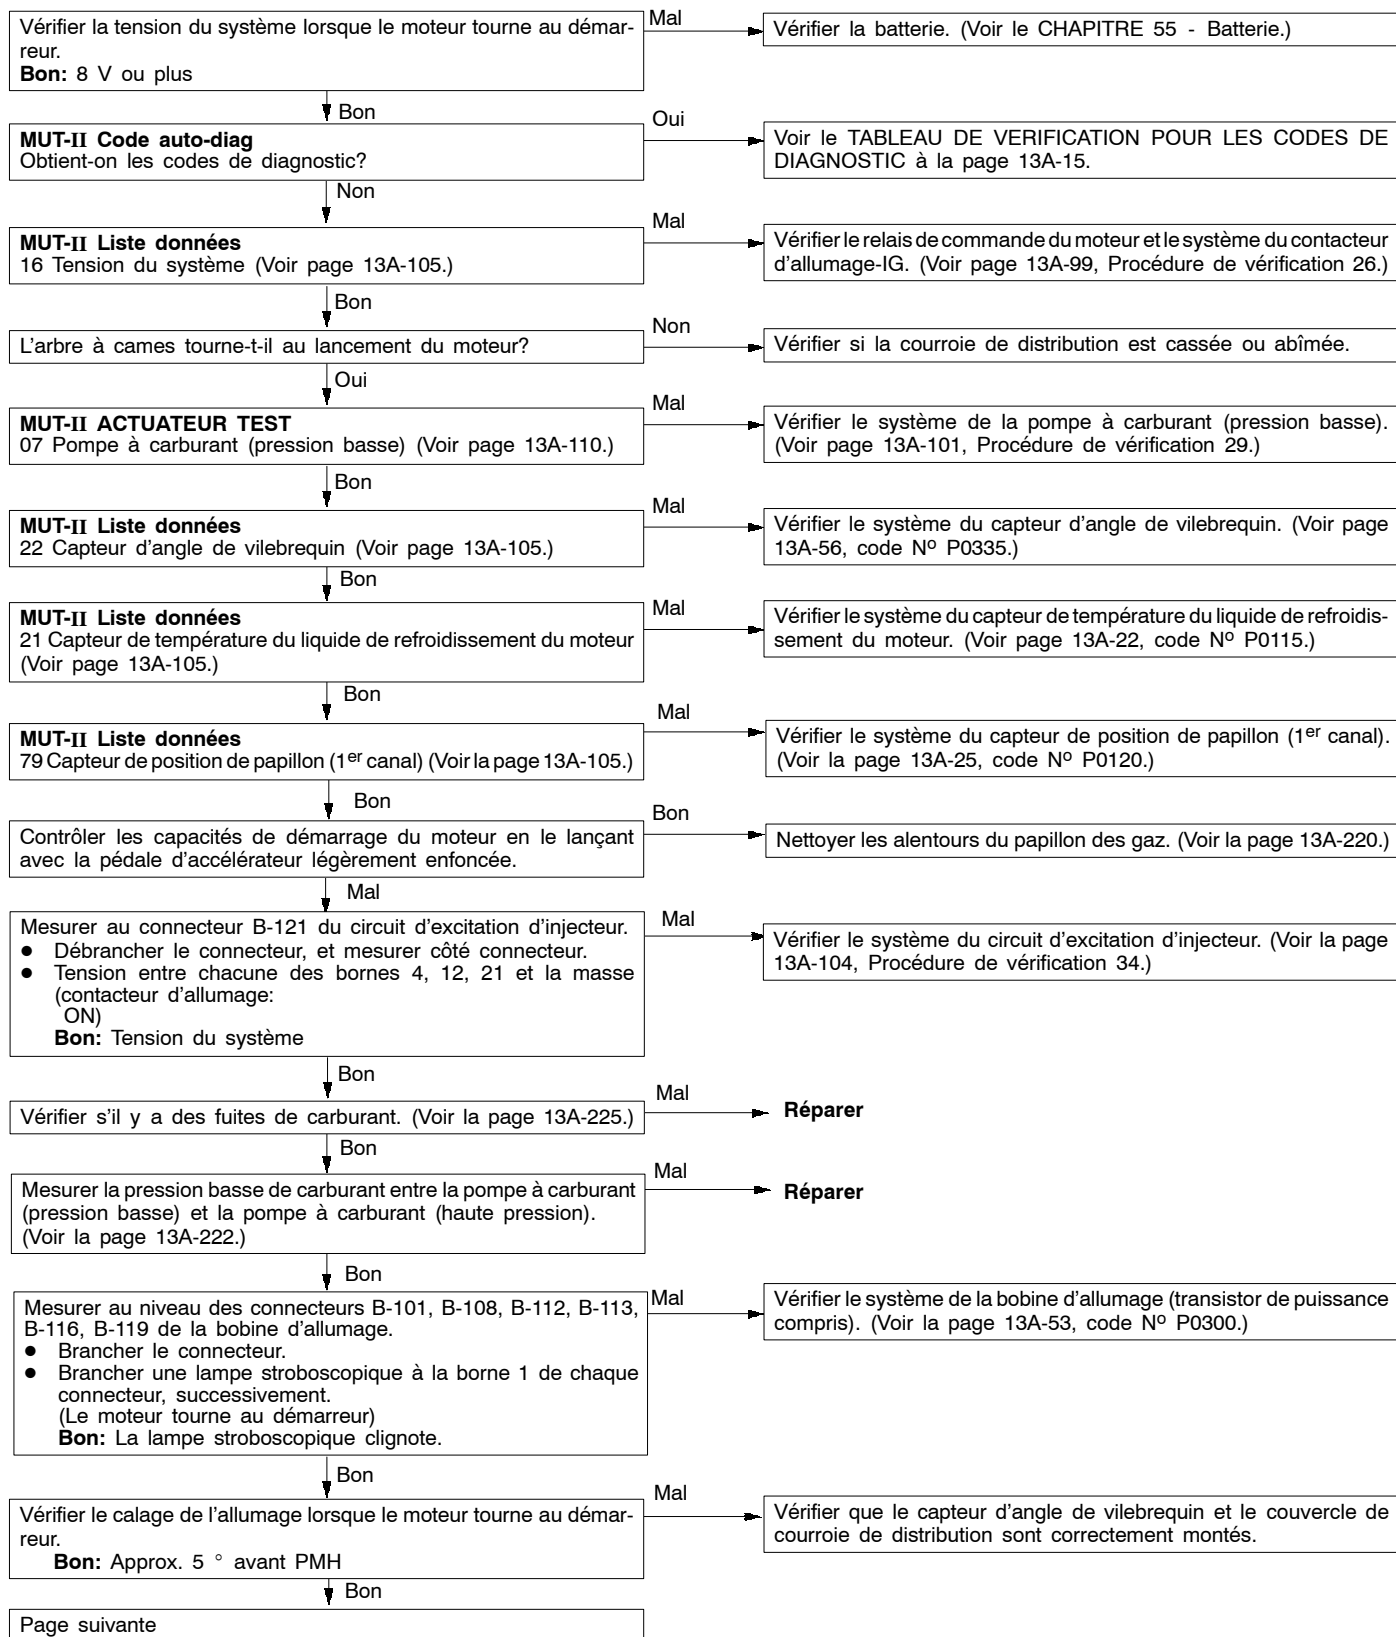 Vérifier la tension du système lorsque le moteur tourne au démar-
reur.
Bon: 8 V ou plus
Mal
Vérifier la batterie. (Voir le CHAPITRE 55 - Batterie.)
Bon
MUT-II Code auto-diag
Obtient-on les codes de diagnostic?
Oui
Voir le TABLEAU DE VERIFICATION POUR LES CODES DE
DIAGNOSTIC à la page 13A-15.
Non
MUT-II Liste données
16 Tension du système (Voir page 13A-105.)
Mal
Vérifier le relais de commande du moteur et le système du contacteur
d'allumage-IG. (Voir page 13A-99, Procédure de vérification 26.)
Bon
L'arbre à cames tourne-t-il au lancement du moteur?
Non
Vérifier si la courroie de distribution est cassée ou abîmée.
Oui
MUT-II ACTUATEUR TEST
07 Pompe à carburant (pression basse) (Voir page 13A-110.)
Mal
Vérifier le système de la pompe à carburant (pression basse).
(Voir page 13A-101, Procédure de vérification 29.)
Bon
MUT-II Liste données
22 Capteur d'angle de vilebrequin (Voir page 13A-105.)
Mal
Vérifier le système du capteur d'angle de vilebrequin. (Voir page
13A-56, code Nº P0335.)
Bon
MUT-II Liste données
21 Capteur de température du liquide de refroidissement du moteur
(Voir page 13A-105.)
Mal
Vérifier le système du capteur de température du liquide de refroidis-
sement du moteur. (Voir page 13A-22, code Nº P0115.)
Bon
MUT-II Liste données
79 Capteur de position de papillon (1er canal) (Voir la page 13A-105.)
Mal
Vérifier le système du capteur de position de papillon (1er canal).
(Voir la page 13A-25, code Nº P0120.)
Bon
Contrôler les capacités de démarrage du moteur en le lançant
avec la pédale d'accélérateur légèrement enfoncée.
Bon
Nettoyer les alentours du papillon des gaz. (Voir la page 13A-220.)
Mal
Mesurer au connecteur B-121 du circuit d'excitation d'injecteur.
● Débrancher le connecteur, et mesurer côté connecteur.
● Tension entre chacune des bornes 4, 12, 21 et la masse
(contacteur d'allumage:
ON)
Bon: Tension du système
Mal
Vérifier le système du circuit d'excitation d'injecteur. (Voir la page
13A-104, Procédure de vérification 34.)
Bon
Vérifier s'il y a des fuites de carburant. (Voir la page 13A-225.)
Mal
Réparer
Bon
Mesurer la pression basse de carburant entre la pompe à carburant
(pression basse) et la pompe à carburant (haute pression).
(Voir la page 13A-222.)
Mal
Réparer
Bon
Mesurer au niveau des connecteurs B-101, B-108, B-112, B-113,
B-116, B-119 de la bobine d'allumage.
● Brancher le connecteur.
● Brancher une lampe stroboscopique à la borne 1 de chaque
connecteur, successivement.
(Le moteur tourne au démarreur)
Bon: La lampe stroboscopique clignote.
Mal
Vérifier le système de la bobine d'allumage (transistor de puissance
compris). (Voir la page 13A-53, code Nº P0300.)
Bon
Vérifier le calage de l'allumage lorsque le moteur tourne au démar-
reur.
Bon: Approx. 5 ° avant PMH
Mal
Vérifier que le capteur d'angle de vilebrequin et le couvercle de
courroie de distribution sont correctement montés.
Bon
Page suivante